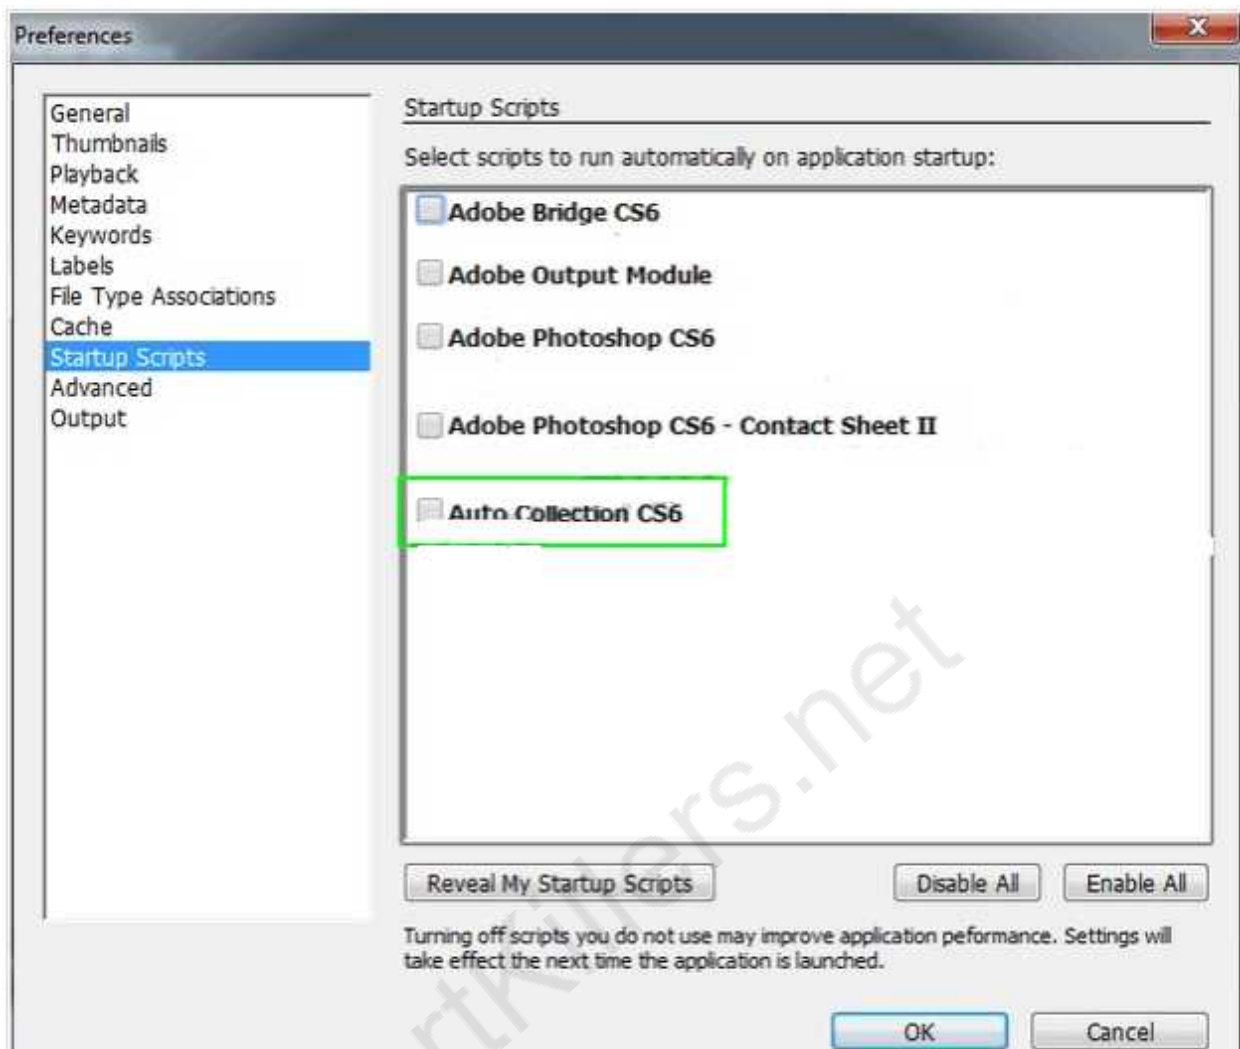 Preferences
X
General
Thumbnails
Playback
Metadata
Keywords
Labels
File Type Associations
Cache
Startup Scripts
Advanced
Output
Startup Scripts
Select scripts to run automatically on application startup:
Adobe Bridge CS6
Adobe Output Module
Adobe Photoshop CS6
Adobe Photoshop CS6 - Contact Sheet II
Auto Collection CS6
Reveal My Startup Scripts
Disable All
Enable All
Turning off scripts you do not use may improve application peformance. Settings will
take effect the next time the application is launched.
OK
Cancel
rtkillers.net